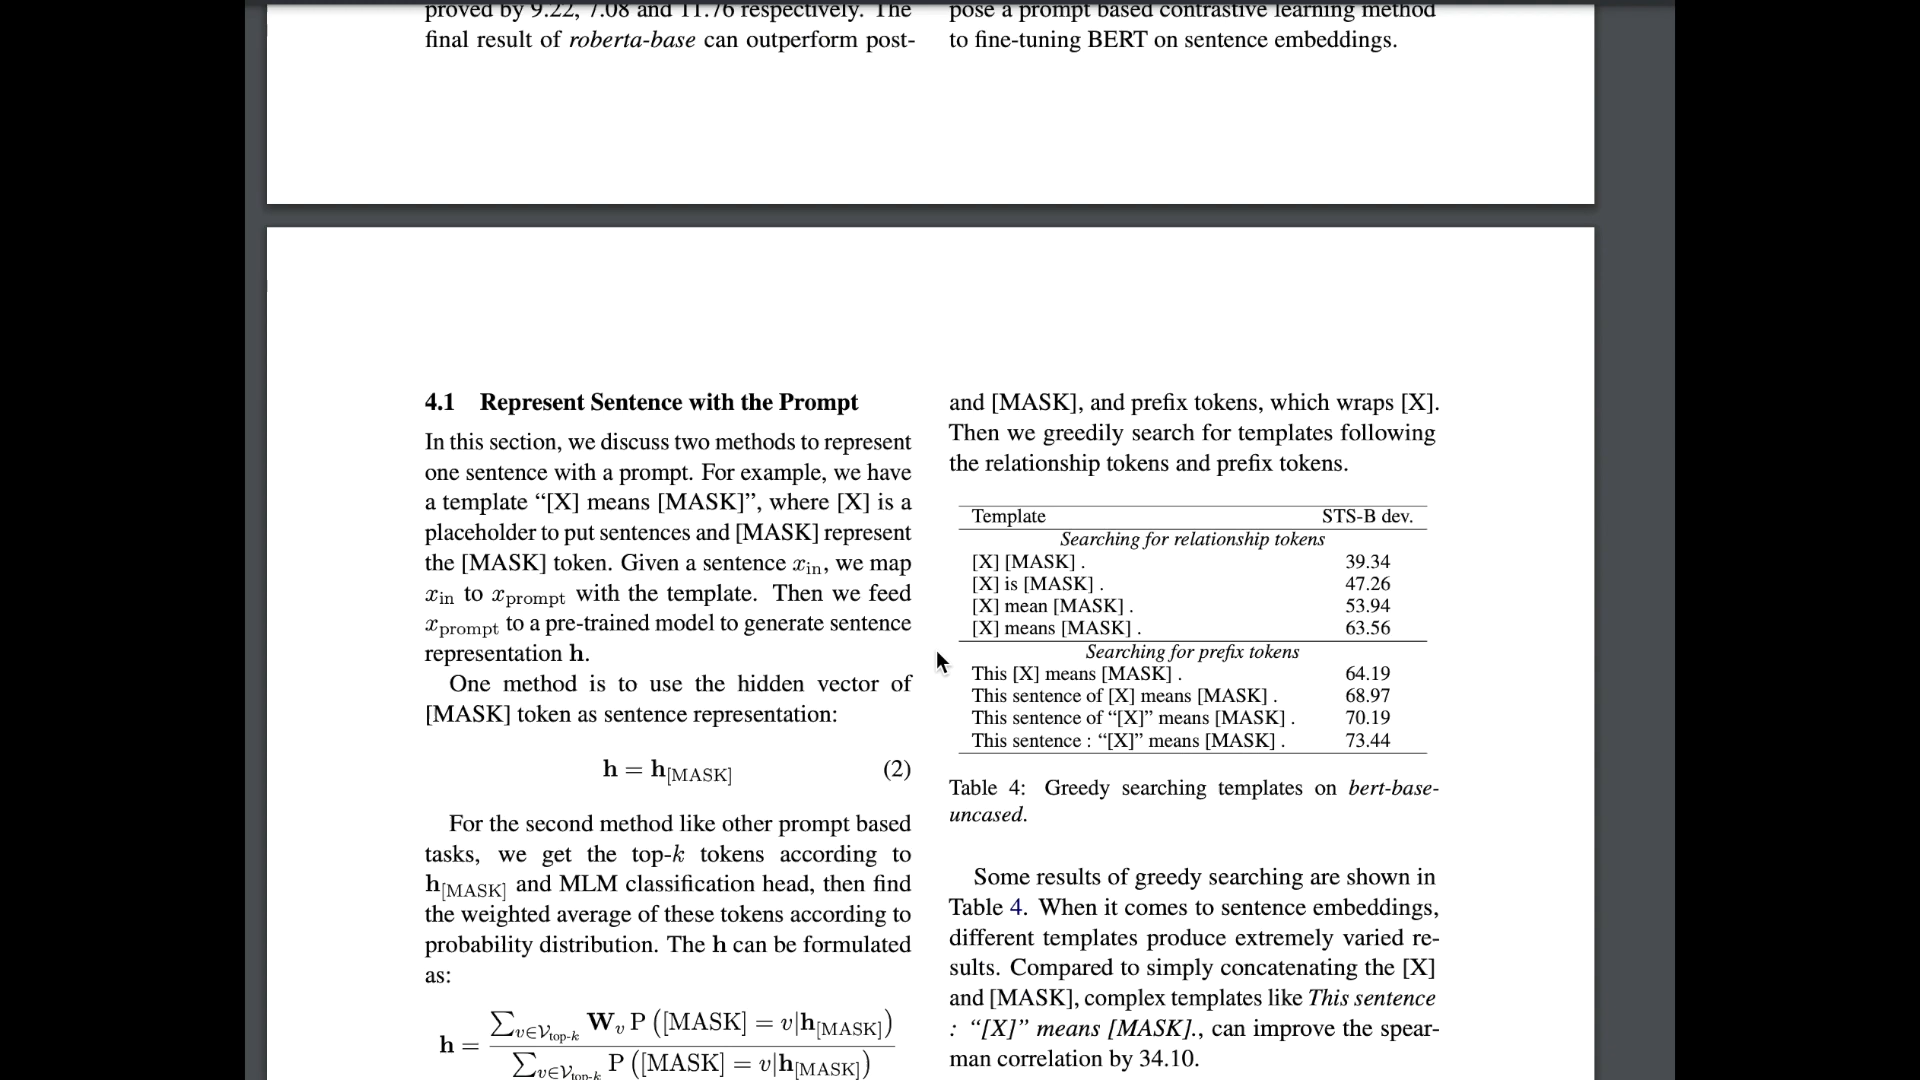 proved by 9.22, 7.08 and 11.76 respectively. The
final result of roberta-base can outperform post-
pose a prompt based contrastive learning method
to fine-tuning BERT on sentence embeddings.
4.1 Represent Sentence with the Prompt
In this section, we discuss two methods to represent
one sentence with a prompt. For example, we have
a template “[X] means [MASK]”, where [X] is a
placeholder to put sentences and [MASK] represent
the [MASK] token. Given a sentence x_in, we map
x_in to x_prompt with the template. Then we feed
x_prompt to a pre-trained model to generate sentence
representation h.
One method is to use the hidden vector of
[MASK] token as sentence representation:
h = h_[MASK] (2)
For the second method like other prompt based
tasks, we get the top-k tokens according to
h_[MASK] and MLM classification head, then find
the weighted average of these tokens according to
probability distribution. The h can be formulated
as:
h = ∑_{v∈V_top-k} W_v P ([MASK] = v|h_[MASK])
∑_{v∈V_top-k} P ([MASK] = v|h_[MASK])
and [MASK], and prefix tokens, which wraps [X].
Then we greedily search for templates following
the relationship tokens and prefix tokens.
Template STS-B dev.
Searching for relationship tokens
[X] [MASK] . 39.34
[X] is [MASK] . 47.26
[X] mean [MASK] . 53.94
[X] means [MASK] . 63.56
Searching for prefix tokens
This [X] means [MASK] . 64.19
This sentence of [X] means [MASK] . 68.97
This sentence of “[X]” means [MASK] . 70.19
This sentence : “[X]” means [MASK] . 73.44
Table 4: Greedy searching templates on bert-base-
uncased.
Some results of greedy searching are shown in
Table 4. When it comes to sentence embeddings,
different templates produce extremely varied re-
sults. Compared to simply concatenating the [X]
and [MASK], complex templates like This sentence
: “[X]” means [MASK]., can improve the spear-
man correlation by 34.10.